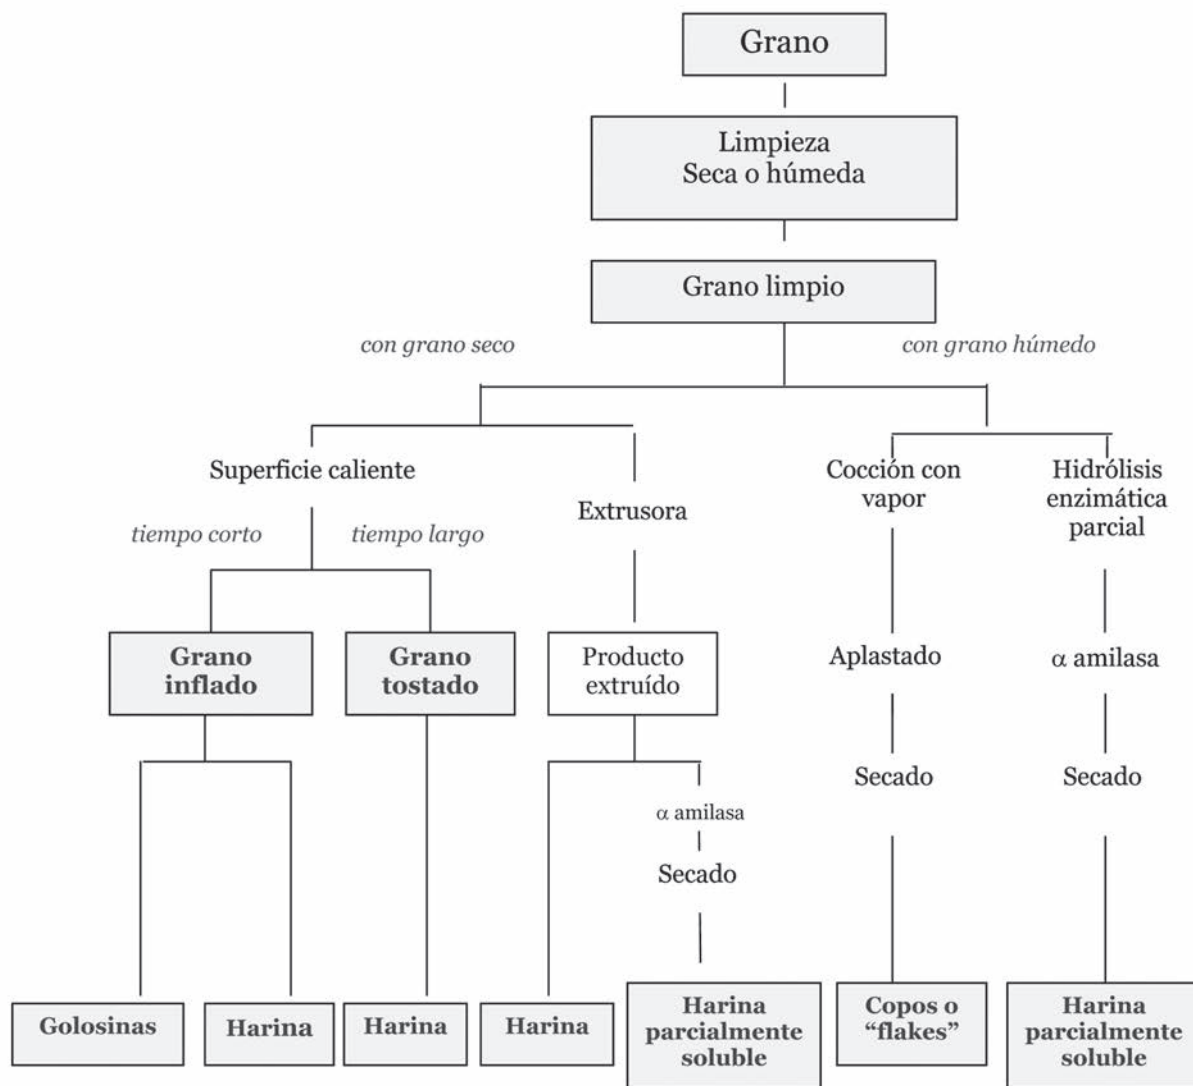 Grano
Limpieza
Seca o húmeda
Grano limpio
con grano seco
con grano húmedo
Superficie caliente
Extrusora
Cocción con
vapor
Hidrólisis
enzimática
parcial
tiempo corto
tiempo largo
Grano
inflado
Grano
tostado
Producto
extruído
Aplastado
α amilasa
Secado
Secado
α amilasa
Secado
Golosinas
Harina
Harina
Harina
Harina
parcialmente
soluble
Copos o
“flakes”
Harina
parcialmente
soluble